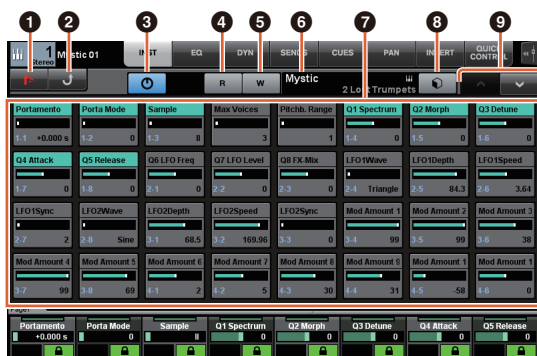 1 2 3 4 5 6 7 8 9
1 Mystic 01 INST EQ DYN SENDS CUES PAN INSERT QUICK CONTROL
Stereo
R W Mystic
2 Lost Trumpets
Portamento Porta Mode Sample Max Voices Pitchb. Range Q1 Spectrum Q2 Morph Q3 Detune
1-1 +0.000 s 1-2 0 1-3 II 3 1 1-4 0 1-5 0 1-6 0
Q4 Attack Q5 Release Q6 LFO Freq Q7 LFO Level Q8 FX-Mix LFO1Wave LFO1Depth LFO1Speed
1-7 0 1-8 0 2-1 0 2-2 0 2-3 0 2-4 Triangle 2-5 84.3 2-6 3.64
LFO1Sync LFO2Wave LFO2Depth LFO2Speed LFO2Sync Mod Amount 1 Mod Amount 2 Mod Amount 3
2-7 2 2-8 Sine 3-1 68.5 3-2 169.96 3-3 0 3-4 99 3-5 99 3-6 38
Mod Amount 4 Mod Amount 5 Mod Amount 6 Mod Amount 7 Mod Amount 8 Mod Amount 9 Mod Amount 1 Mod Amount 1
3-7 99 3-8 69 4-1 2 4-2 5 4-3 30 4-4 31 4-5 -58 4-6 0
Page1
Portamento Porta Mode Sample Q1 Spectrum Q2 Morph Q3 Detune Q4 Attack Q5 Release
+0.000 s 0 II 0 0 0 0 0